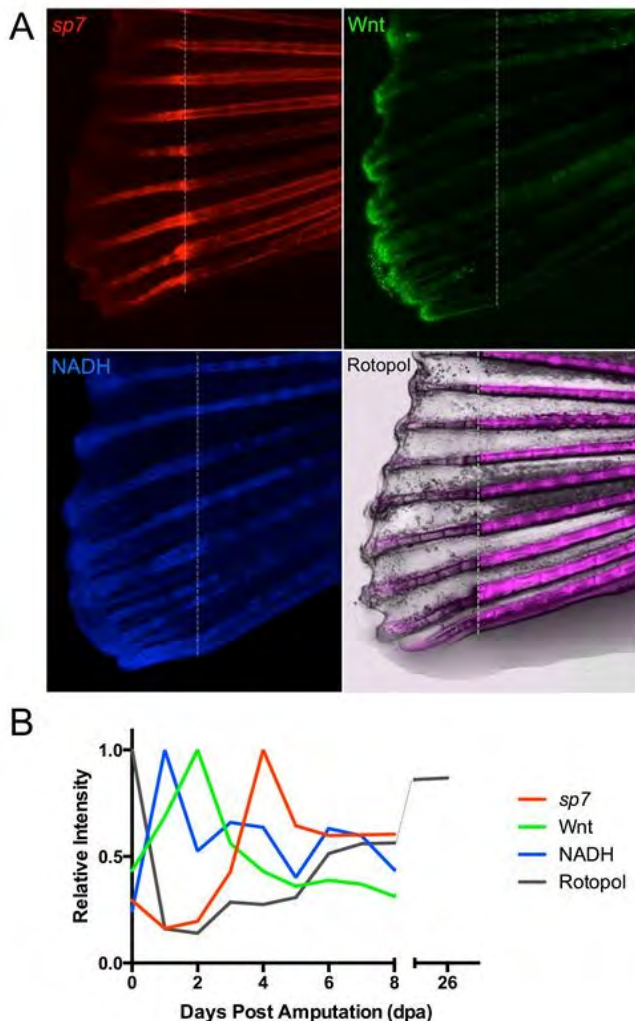 A
sp7
Wnt
NADH
Rotopol
B
Relative Intensity
1.0
0.5
0.0
0
2
4
6
8
26
Days Post Amputation (dpa)
sp7
Wnt
NADH
Rotopol